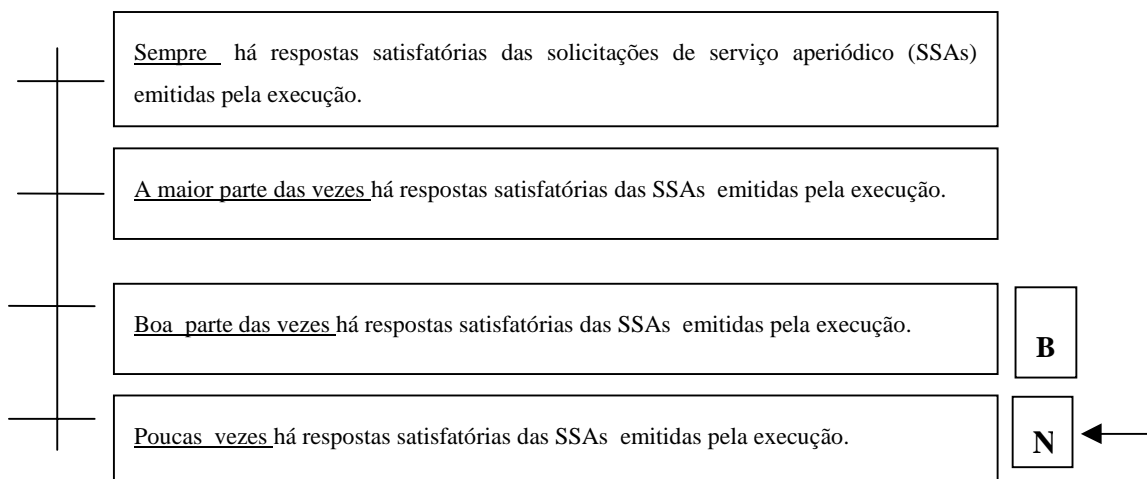 Sempre há respostas satisfatórias das solicitações de serviço aperiódico (SSAs)
emitidas pela execução.
A maior parte das vezes há respostas satisfatórias das SSAs emitidas pela execução.
Boa parte das vezes há respostas satisfatórias das SSAs emitidas pela execução.
B
Poucas vezes há respostas satisfatórias das SSAs emitidas pela execução.
N